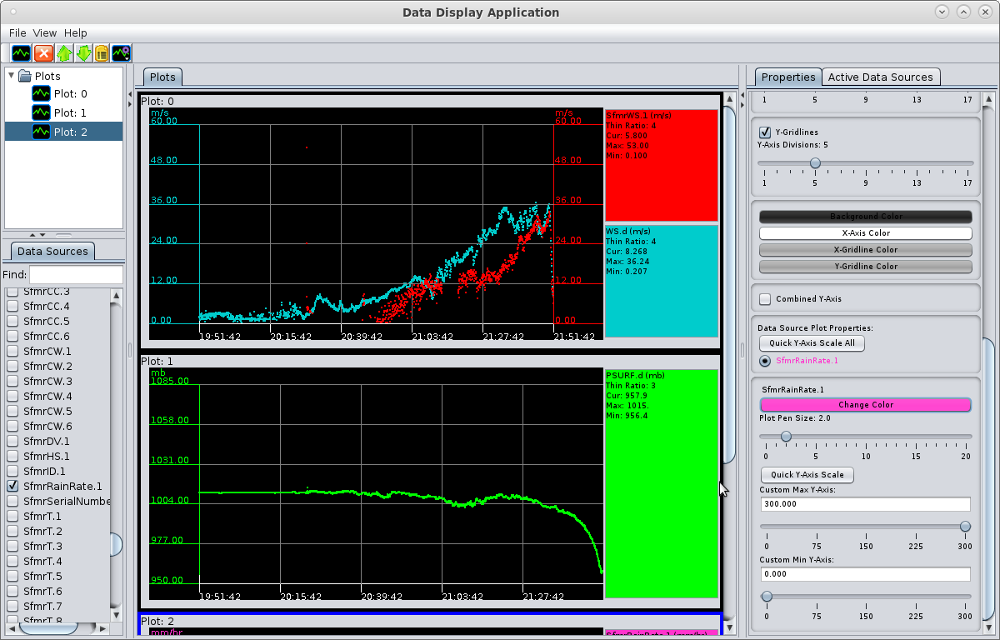 Data Display Application
File View Help
Plots
Plot: 0
Plot: 1
Plot: 2
Data Sources
Find:
SfmrCC.3
SfmrCC.4
SfmrCC.5
SfmrCC.6
SfmrCW.1
SfmrCW.2
SfmrCW.3
SfmrCW.4
SfmrCW.5
SfmrCW.6
SfmrDV.1
SfmrHS.1
SfmrID.1
SfmrRainRate.1
SfmrSerialNumbe
SfmrT.1
SfmrT.2
SfmrT.3
SfmrT.4
SfmrT.5
SfmrT.6
SfmrT.7
SfmrT.8
Plots
Plot: 0
m/s
60.00
48.00
36.00
24.00
12.00
0.00
m/s
60.00
48.00
36.00
24.00
12.00
0.00
19:51:42 20:15:42 20:39:42 21:03:42 21:27:42 21:51:42
SfmrWS.1 (m/s)
Thin Ratio: 4
Cur: 5.800
Max: 53.00
Min: 0.100
WS.d (m/s)
Thin Ratio: 4
Cur: 8.268
Max: 36.24
Min: 0.207
Plot: 1
mb
1085.00
1058.00
1031.00
1004.00
977.00
950.00
19:51:42 20:15:42 20:39:42 21:03:42 21:27:42
PSURF.d (mb)
Thin Ratio: 3
Cur: 957.9
Max: 1015.
Min: 956.4
Plot: 2
mm/hr
SfmrRainRate.1 (mm/hr)
Properties Active Data Sources
1 5 9 13 17
Y-Gridlines
Y-Axis Divisions: 5
1 5 9 13 17
Background Color
X-Axis Color
X-Gridline Color
Y-Gridline Color
Combined Y-Axis
Data Source Plot Properties:
Quick Y-Axis Scale All
SfmrRainRate.1
SfmrRainRate.1
Change Color
Plot Pen Size: 2.0
1 5 10 15 20
Quick Y-Axis Scale
Custom Max Y-Axis:
300.000
0 75 150 225 300
Custom Min Y-Axis:
0.000
0 75 150 225 300